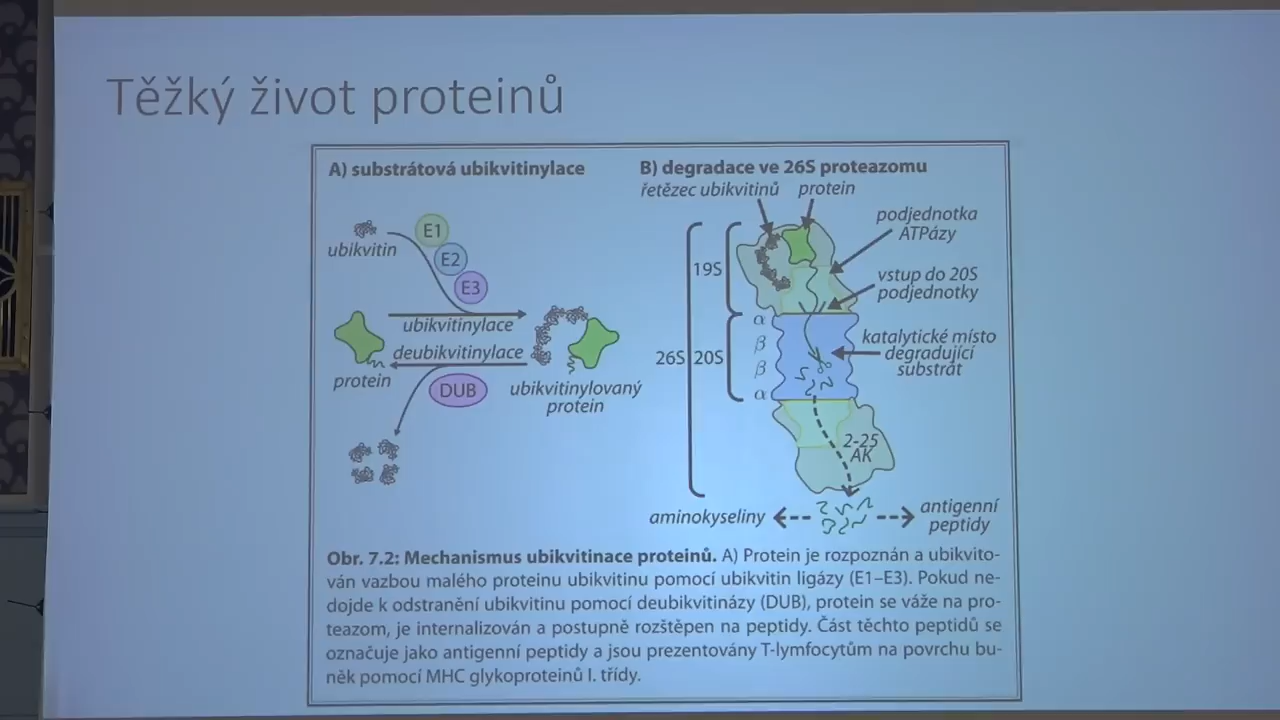 Těžký život proteinů
A) substrátová ubikvitinylace
ubikvitin
E1
E2
E3
ubikvitinylace
deubikvitinylace
protein
DUB
ubikvitinylovaný
protein
B) degradace ve 26S proteazomu
řetězec ubikvitinů
protein
podjednotka
ATPázy
19S
vstup do 20S
podjednotky
α
β
β
α
katalytické místo
degradující
substrát
26S
20S
2-25
AK
aminokyseliny
antigenní
peptidy
Obr. 7.2: Mechanismus ubikvitinace proteinů. A) Protein je rozpoznán a ubikvito-
ván vazbou malého proteinu ubikvitinu pomocí ubikvitin ligázy (E1–E3). Pokud ne-
dojde k odstranění ubikvitinu pomocí deubikvitinázy (DUB), protein se váže na pro-
teazom, je internalizován a postupně rozštěpen na peptidy. Část těchto peptidů se
označuje jako antigenní peptidy a jsou prezentovány T-lymfocytům na povrchu bu-
něk pomocí MHC glykoproteinů I. třídy.